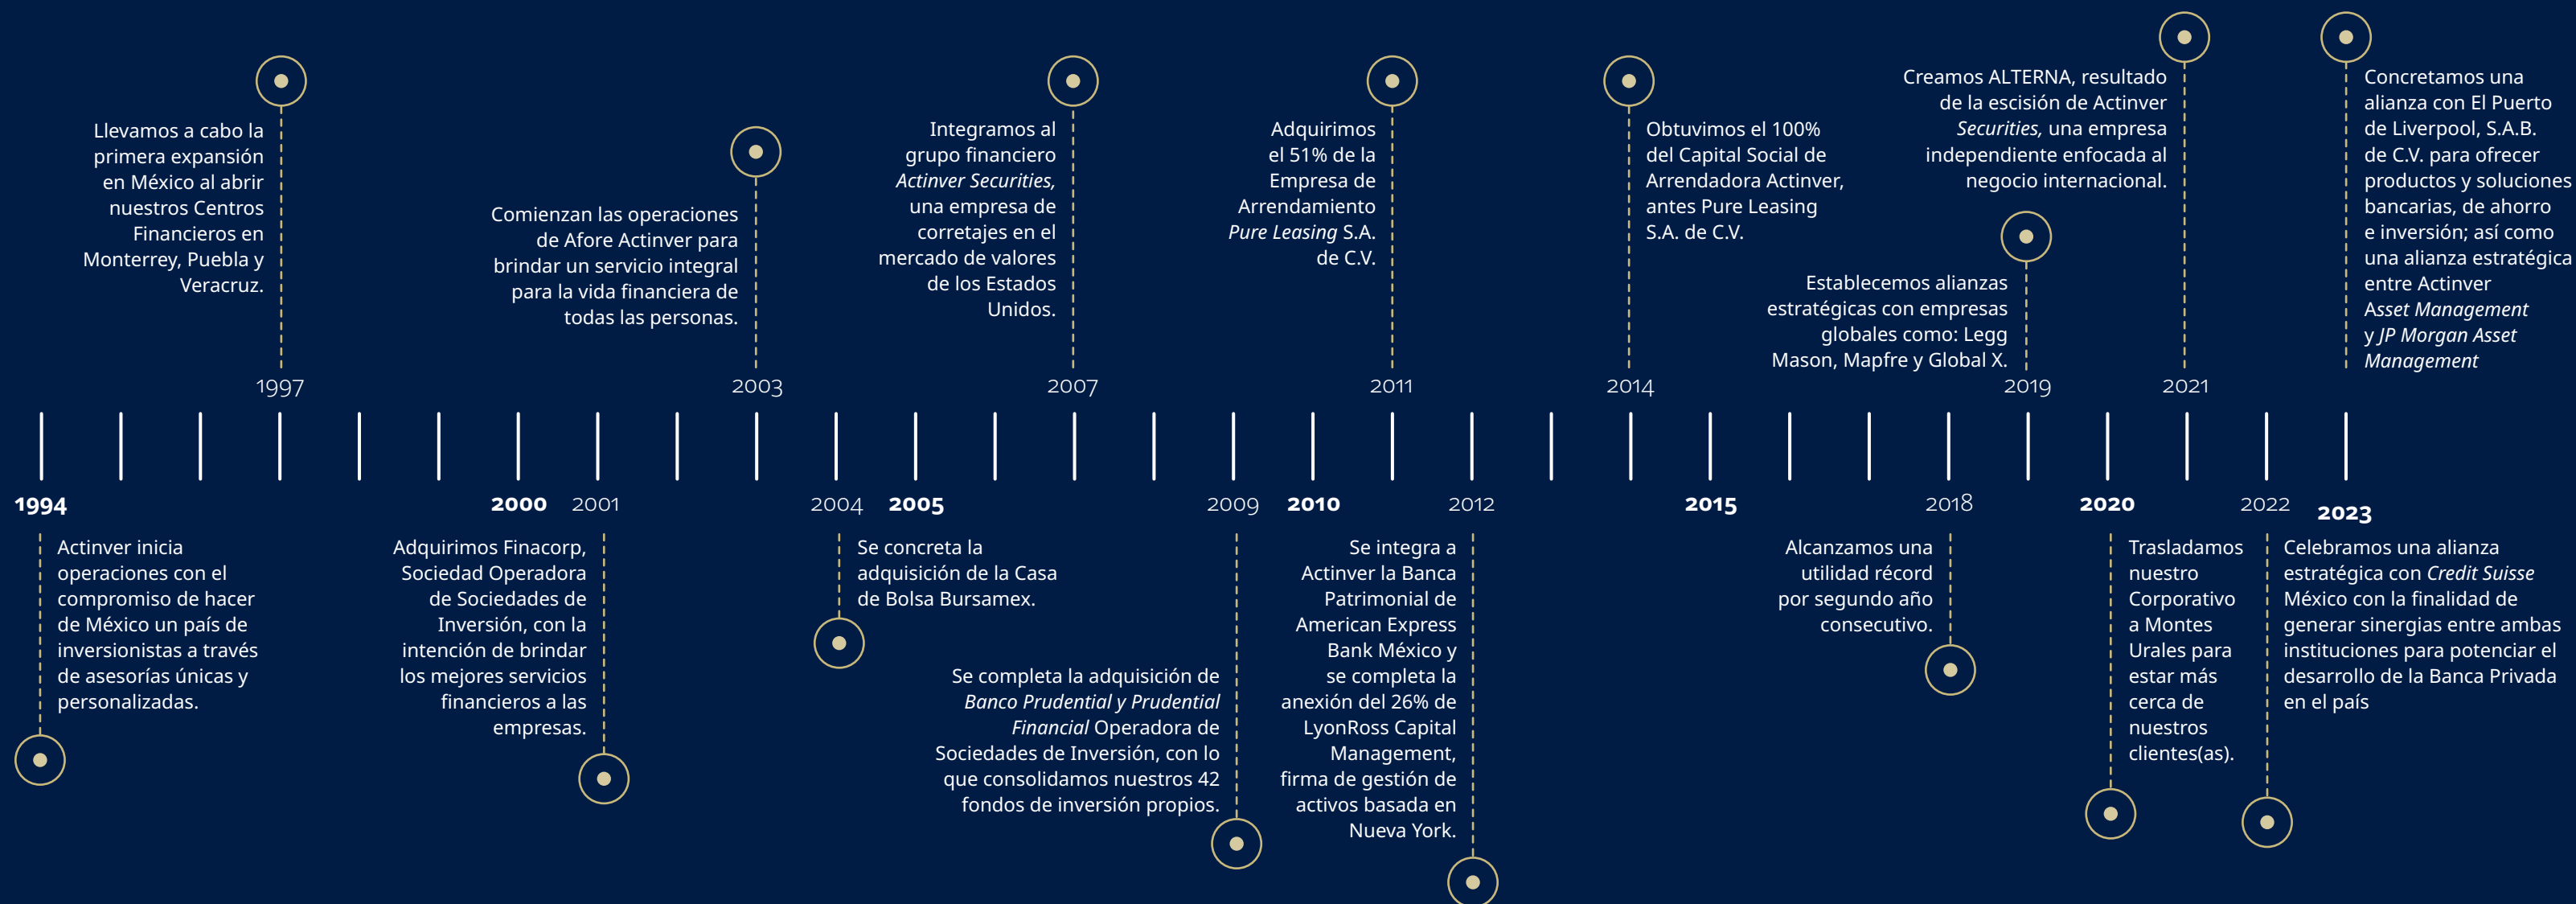 Llevamos a cabo la
primera expansión
en México al abrir
nuestros Centros
Financieros en
Monterrey, Puebla y
Veracruz.
1997
Comienzan las operaciones
de Afore Actinver para
brindar un servicio integral
para la vida financiera de
todas las personas.
2003
Integramos al
grupo financiero
Actinver Securities,
una empresa de
corretajes en el
mercado de valores
de los Estados
Unidos.
2007
Adquirimos
el 51% de la
Empresa de
Arrendamiento
Pure Leasing S.A.
de C.V.
2011
Obtuvimos el 100%
del Capital Social de
Arrendadora Actinver,
antes Pure Leasing
S.A. de C.V.
2014
Establecemos alianzas
estratégicas con empresas
globales como: Legg
Mason, Mapfre y Global X.
2019
Creamos ALTERNA, resultado
de la escisión de Actinver
Securities, una empresa
independiente enfocada al
negocio internacional.
2021
Concretamos una
alianza con El Puerto
de Liverpool, S.A.B.
de C.V. para ofrecer
productos y soluciones
bancarias, de ahorro
e inversión; así como
una alianza estratégica
entre Actinver
Asset Management
y JP Morgan Asset
Management
1994
Actinver inicia
operaciones con el
compromiso de hacer
de México un país de
inversionistas a través
de asesorías únicas y
personalizadas.
2000
2001
Adquirimos Finacorp,
Sociedad Operadora
de Sociedades de
Inversión, con la
intención de brindar
los mejores servicios
financieros a las
empresas.
2004
Se concreta la
adquisición de la Casa
de Bolsa Bursamex.
2005
2009
Se completa la adquisición de
Banco Prudential y Prudential
Financial Operadora de
Sociedades de Inversión, con lo
que consolidamos nuestros 42
fondos de inversión propios.
2010
2012
Se integra a
Actinver la Banca
Patrimonial de
American Express
Bank México y
se completa la
anexión del 26% de
LyonRoss Capital
Management,
firma de gestión de
activos basada en
Nueva York.
2015
2018
Alcanzamos una
utilidad récord
por segundo año
consecutivo.
2020
Trasladamos
nuestro
Corporativo
a Montes
Urales para
estar más
cerca de
nuestros
clientes(as).
2022
Celebramos una alianza
estratégica con Credit Suisse
México con la finalidad de
generar sinergias entre ambas
instituciones para potenciar el
desarrollo de la Banca Privada
en el país
2023